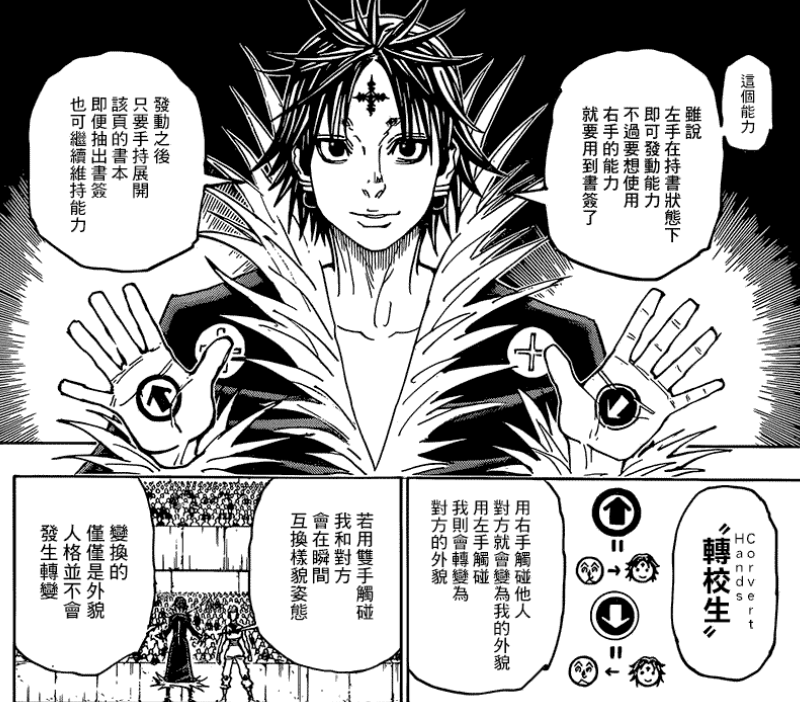 這個能力
雖說
左手在持書狀態下
即可發動能力
不過要想使用
右手的能力
就要用到書簽了
發動之後
只要手持展開
該頁的書本
即便抽出書簽
也可繼續維持能力
〝轉校生〞
Corvert
Hands
用右手觸碰他人
對方就會變為我的外貌
用左手觸碰
我則會轉變為
對方的外貌
若用雙手觸碰
我和對方
會在瞬間
互換樣貌姿態
變換的
僅僅是外貌
人格並不會
發生轉變